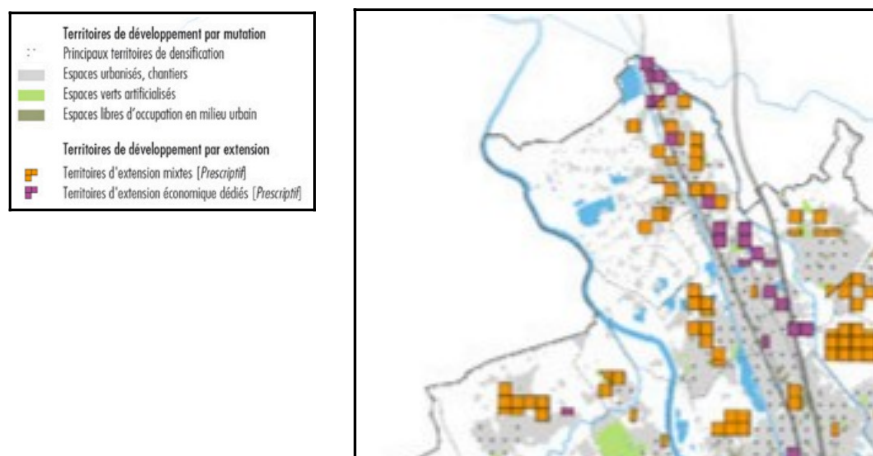 Territoires de développement par mutation
Principaux territoires de densification
Espaces urbanisés, chantiers
Espaces verts artificialisés
Espaces libres d'occupation en milieu urbain
Territoires de développement par extension
Territoires d'extension mixtes [Prescriptif]
Territoires d'extension économique dédiés [Prescriptif]